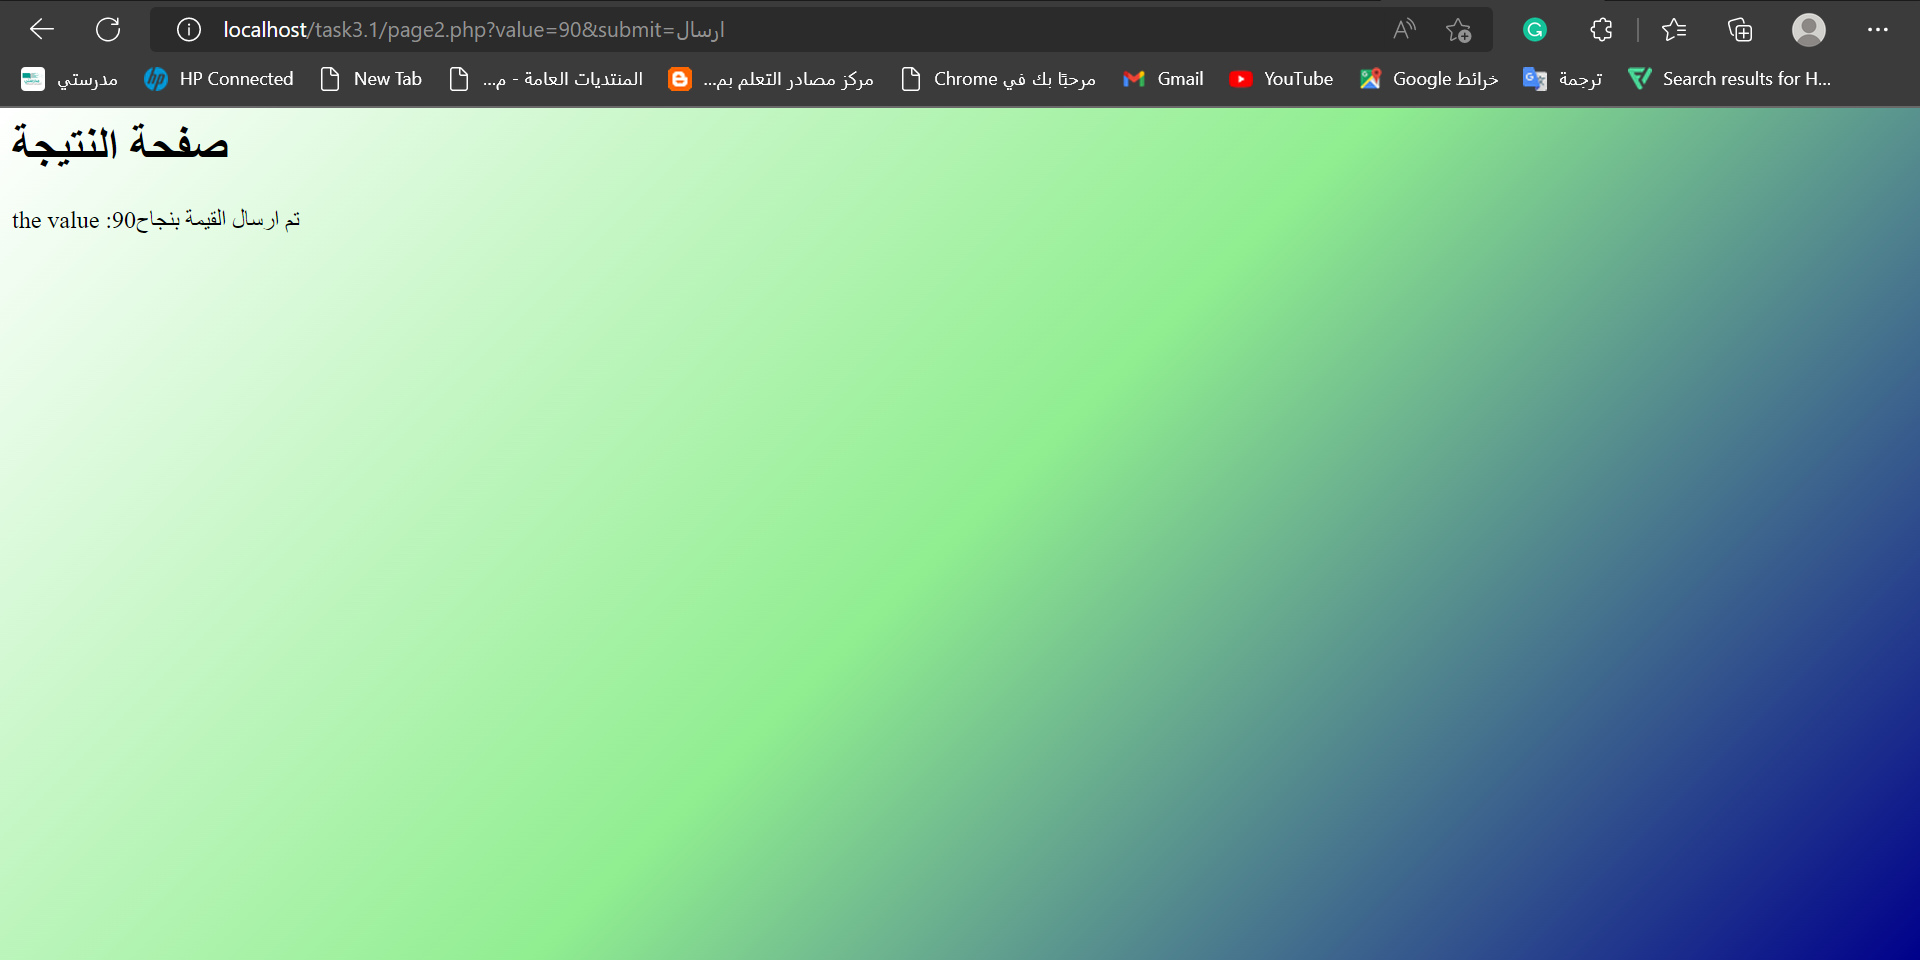 localhost/task3.1/page2.php?value=90&submit=ارسال
مدرستي HP Connected New Tab المنتديات العامة - م... مركز مصادر التعلم بم... مرحبًا بك في Chrome Gmail YouTube خرائط Google ترجمة Search results for H...
صفحة النتيجة
the value :90تم ارسال القيمة بنجاح